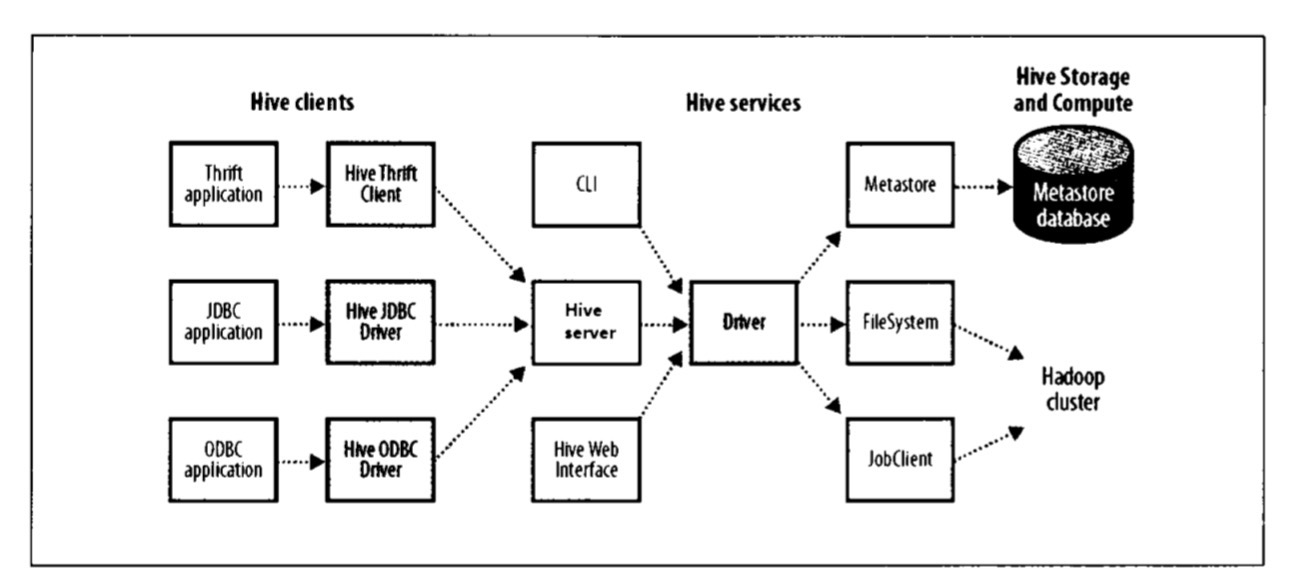 Hive clients
Hive services
Hive Storage
and Compute
Thrift
application
Hive Thrift
Client
CLI
Metastore
Metastore
database
JDBC
application
Hive JDBC
Driver
Hive
server
Driver
FileSystem
Hadoop
cluster
ODBC
application
Hive ODBC
Driver
Hive Web
Interface
JobClient